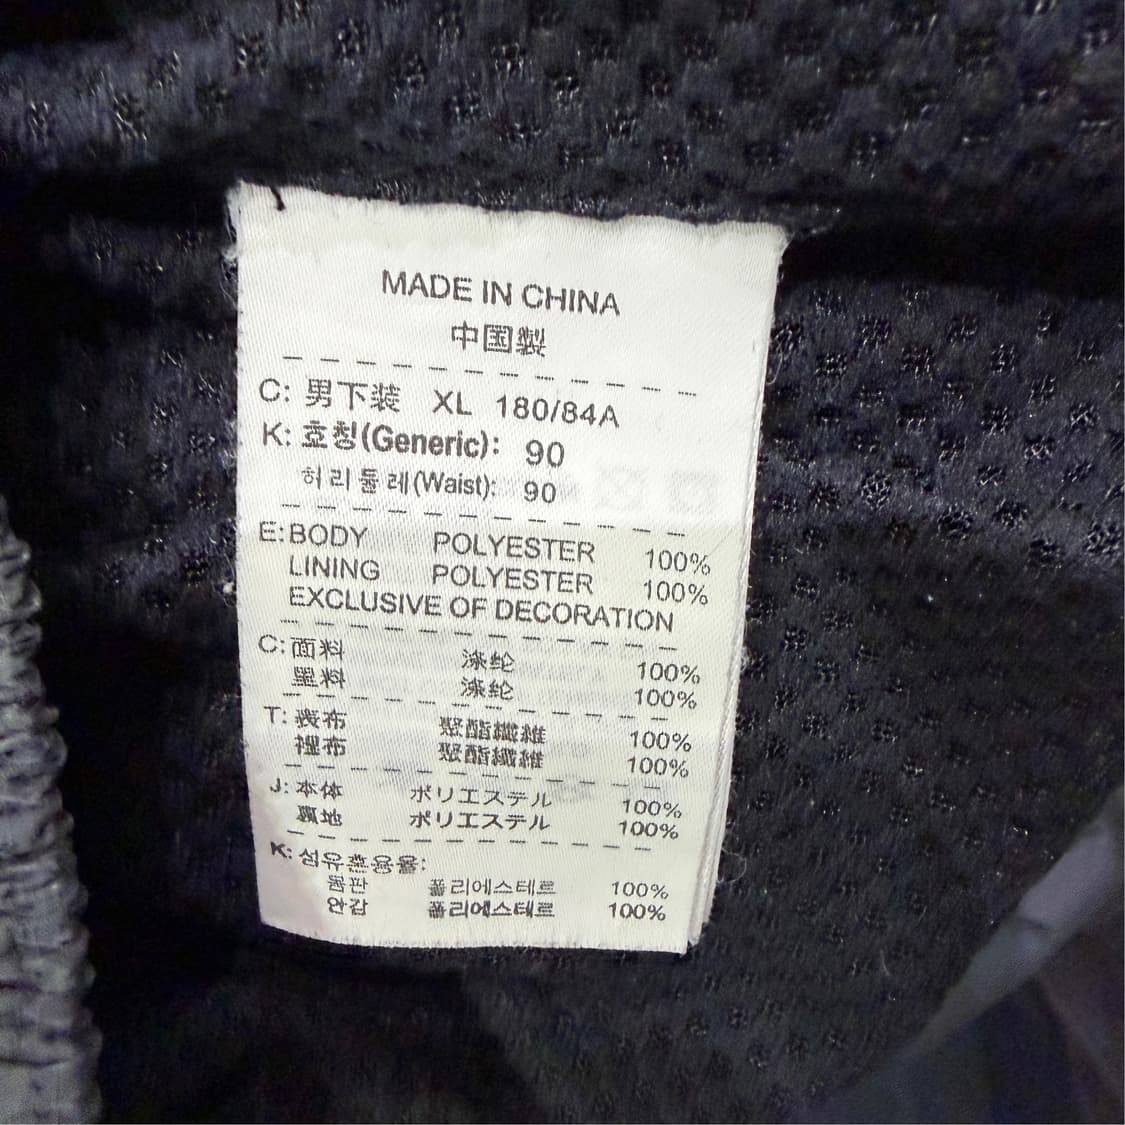 MADE IN CHINA
中国製
C: 男下装 XL 180/84A
K: 호칭(Generic): 90
허리둘레(Waist): 90
E: BODY POLYESTER 100%
LINING POLYESTER 100%
EXCLUSIVE OF DECORATION
C: 面料 涤纶 100%
里料 涤纶 100%
T: 表布 聚酯纖維 100%
裡布 聚酯纖維 100%
J: 本体 ポリエステル 100%
裏地 ポリエステル 100%
K: 섬유혼용율:
몸판 폴리에스테르 100%
안감 폴리에스테르 100%